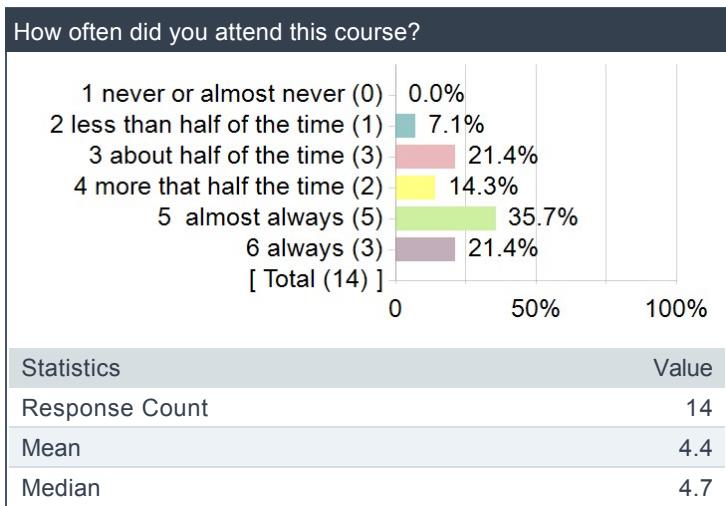 How often did you attend this course?
1 never or almost never (0) 0.0%
2 less than half of the time (1) 7.1%
3 about half of the time (3) 21.4%
4 more that half the time (2) 14.3%
5 almost always (5) 35.7%
6 always (3) 21.4%
[ Total (14) ]
0 50% 100%
Statistics Value
Response Count 14
Mean 4.4
Median 4.7